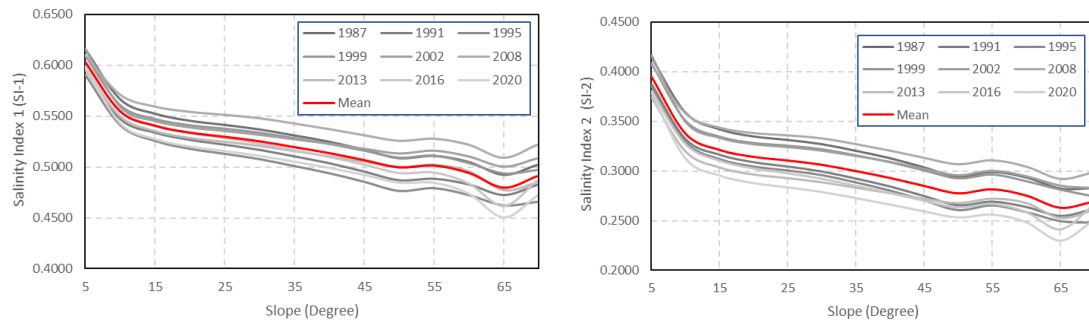 0.6500
0.6000
0.5500
0.5000
0.4500
0.4000
Salinity Index 1 (SI-1)
1987 1991 1995
1999 2002 2008
2013 2016 2020
Mean
5 15 25 35 45 55 65
Slope (Degree)
0.4500
0.4000
0.3500
0.3000
0.2500
0.2000
Salinity Index 2 (SI-2)
1987 1991 1995
1999 2002 2008
2013 2016 2020
Mean
5 15 25 35 45 55 65
Slope (Degree)